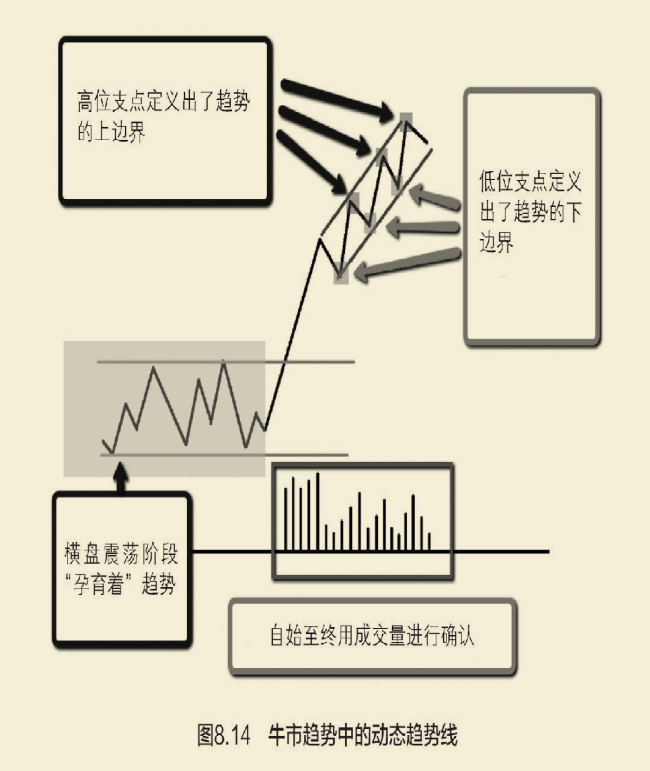 高位支点定义出了趋势
的上边界
低位支点定义
出了趋势的下
边界
横盘震荡阶段
“孕育着”趋势
自始至终用成交量进行确认
图8.14 牛市趋势中的动态趋势线